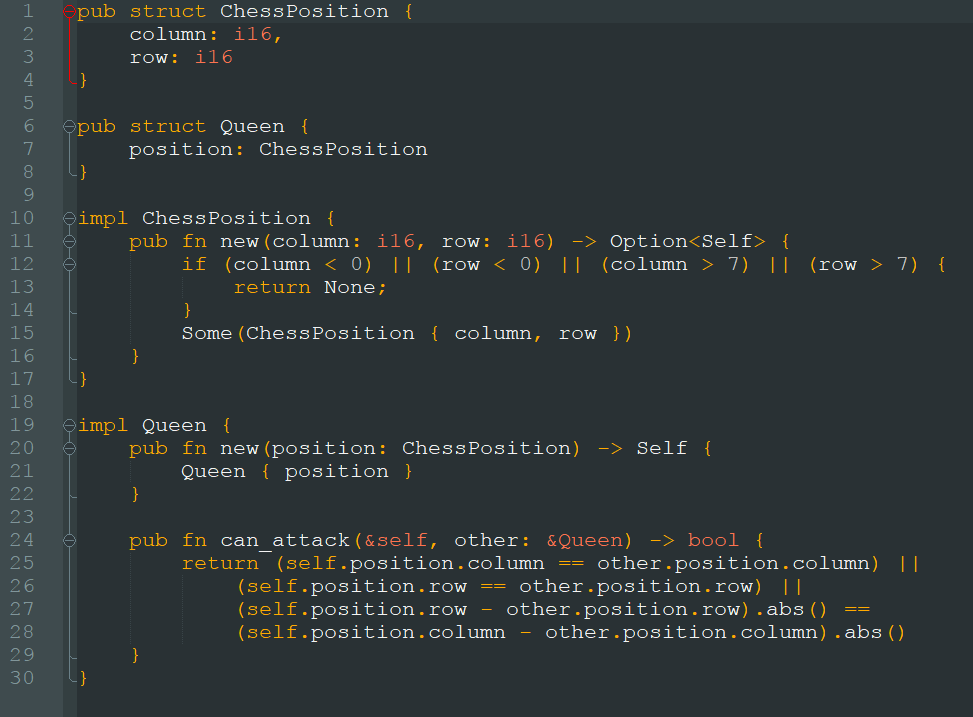 1 pub struct ChessPosition {
2     column: i16,
3     row: i16
4 }
5
6 pub struct Queen {
7     position: ChessPosition
8 }
9
10 impl ChessPosition {
11     pub fn new(column: i16, row: i16) -> Option<Self> {
12         if (column < 0) || (row < 0) || (column > 7) || (row > 7) {
13             return None;
14         }
15         Some(ChessPosition { column, row })
16     }
17 }
18
19 impl Queen {
20     pub fn new(position: ChessPosition) -> Self {
21         Queen { position }
22     }
23
24     pub fn can_attack(&self, other: &Queen) -> bool {
25         return (self.position.column == other.position.column) ||
26             (self.position.row == other.position.row) ||
27             (self.position.row - other.position.row).abs() ==
28             (self.position.column - other.position.column).abs()
29     }
30 }